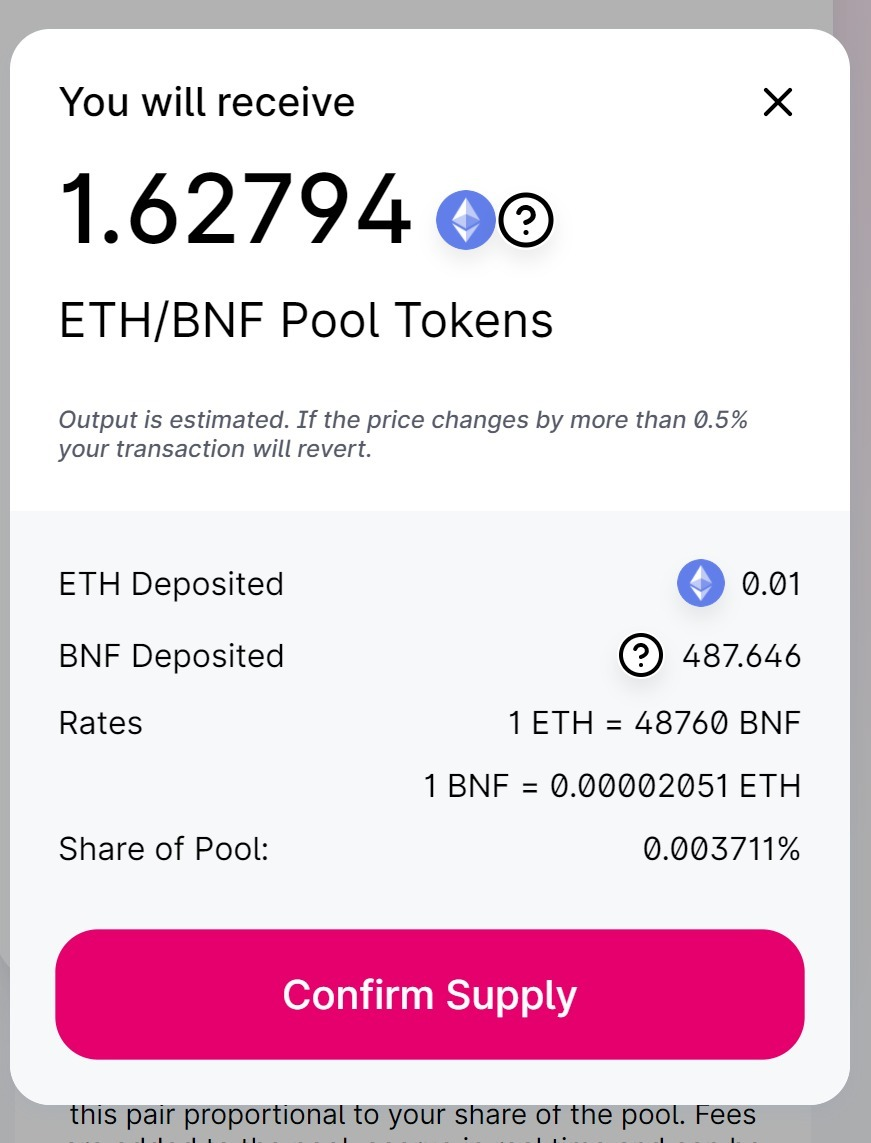 You will receive
1.62794
ETH/BNF Pool Tokens
Output is estimated. If the price changes by more than 0.5%
your transaction will revert.
ETH Deposited 0.01
BNF Deposited 487.646
Rates 1 ETH = 48760 BNF
1 BNF = 0.00002051 ETH
Share of Pool: 0.003711%
Confirm Supply
this pair proportional to your share of the pool. Fees